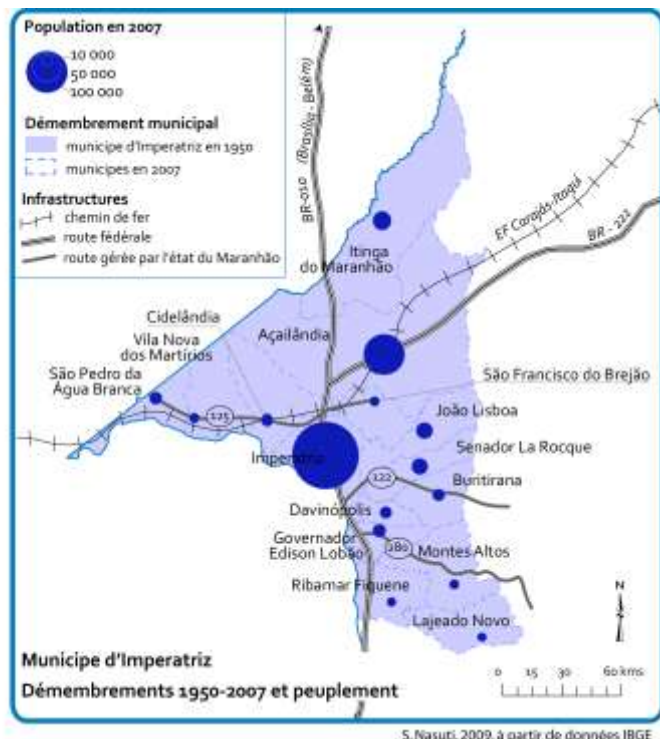 Population en 2007
10 000
50 000
100 000
Démembrement municipal
municipe d'Imperatriz en 1950
municipes en 2007
Infrastructures
chemin de fer
route fédérale
route gérée par l'état du Maranhão
BR-010 (Brasília-Belém)
EF Carajás-Itaqui
BR - 222
Itinga
do Maranhão
Cidelândia
Açailândia
Vila Nova
dos Martírios
São Pedro da
Água Branca
São Francisco do Brejão
125
João Lisboa
Senador La Rocque
Imperatriz
122
Buritirana
Davinópolis
Governador
Edison Lobão
280
Montes Altos
Ribamar Fiquene
Lajeado Novo
N
Municipe d'Imperatriz
Démembrements 1950-2007 et peuplement
0 15 30 60 kms
S. Nasuti, 2009, à partir de données IBGE